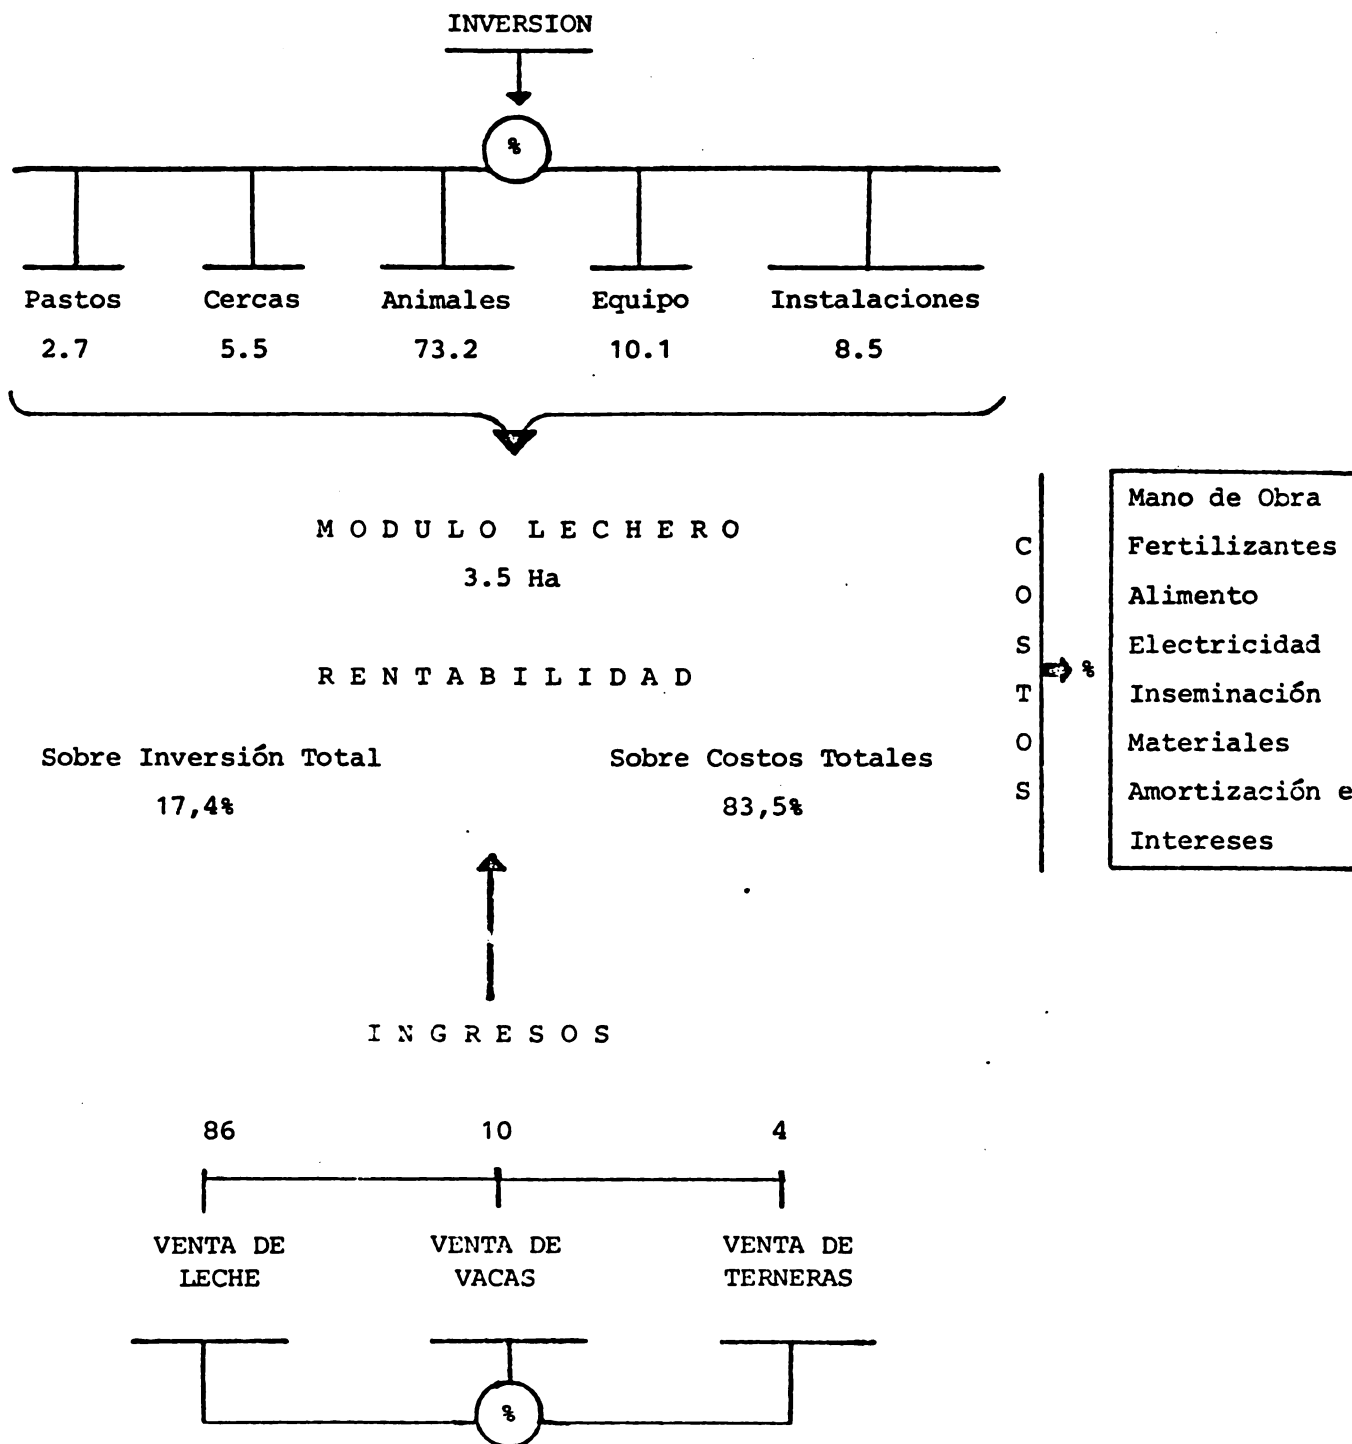 INVERSION
%
Pastos Cercas Animales Equipo Instalaciones
2.7 5.5 73.2 10.1 8.5
MODULO LECHERO
3.5 Ha
RENTABILIDAD
Sobre Inversión Total Sobre Costos Totales
17,4% 83,5%
COSTOS
%
Mano de Obra
Fertilizantes
Alimento
Electricidad
Inseminación
Materiales
Amortización e
Intereses
INGRESOS
86 10 4
VENTA DE VENTA DE VENTA DE
LECHE VACAS TERNERAS
%